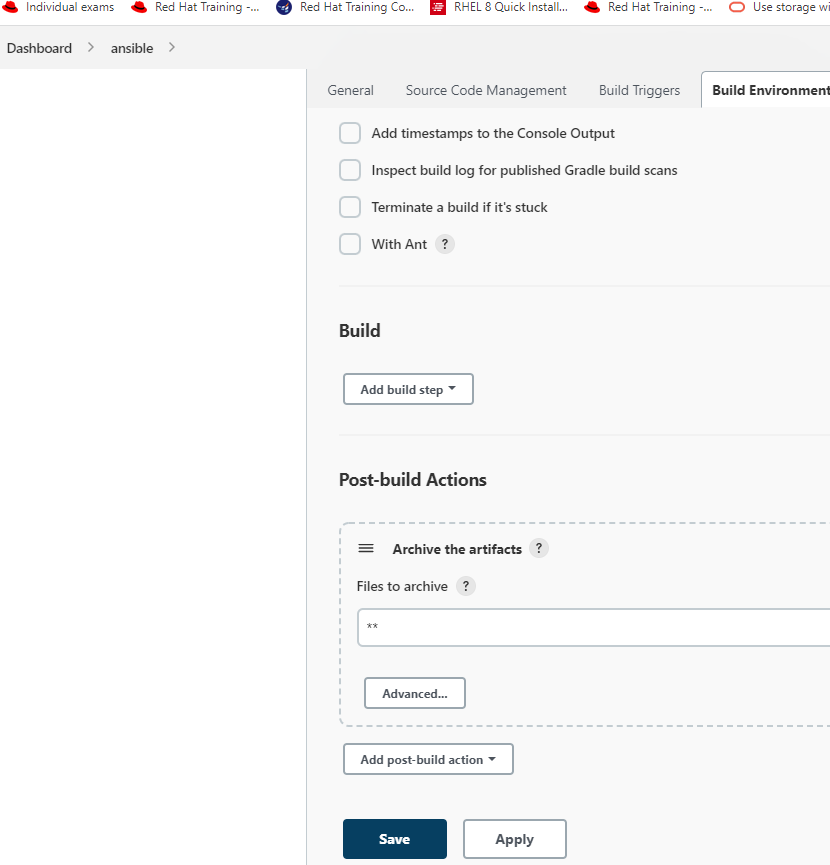 Individual exams Red Hat Training -... Red Hat Training Co... RHEL 8 Quick Install... Red Hat Training -... Use storage wi
Dashboard > ansible >
General Source Code Management Build Triggers Build Environment
Add timestamps to the Console Output
Inspect build log for published Gradle build scans
Terminate a build if it's stuck
With Ant ?
Build
Add build step
Post-build Actions
Archive the artifacts ?
Files to archive ?
**
Advanced...
Add post-build action
Save Apply